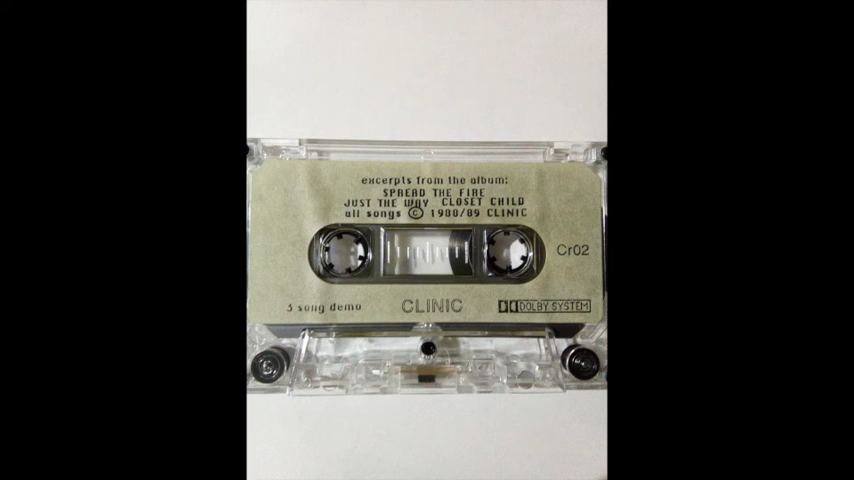 excerpts from the album:
SPREAD THE FIRE
JUST THE WAY CLOSET CHILD
all songs © 1988/89 CLINIC
CrO2
3 song demo CLINIC DOLBY SYSTEM